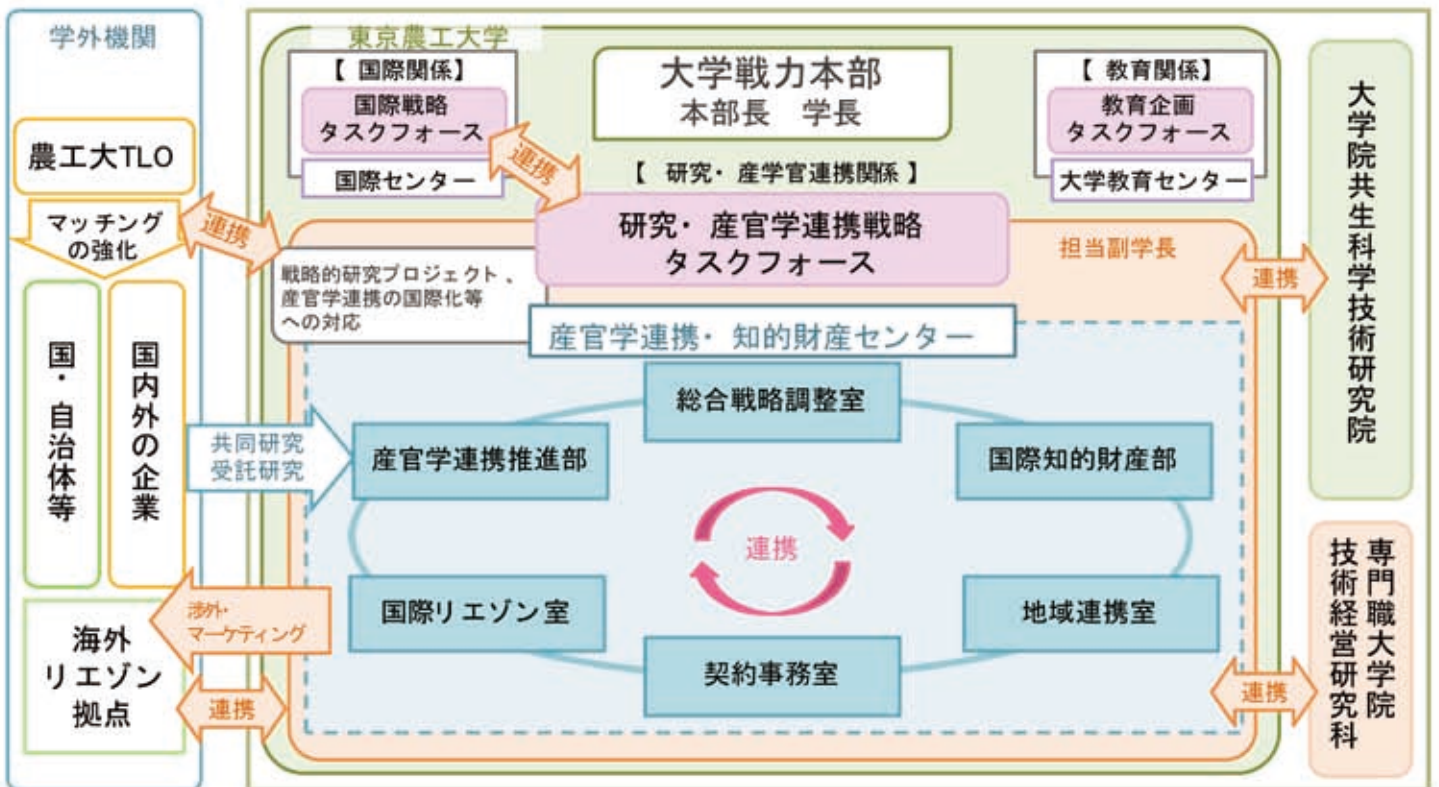 学外機関
農工大TLO
マッチング
の強化
国・自治体等
国内外の企業
海外
リエゾン
拠点
東京農工大学
【 国際関係】
国際戦略
タスクフォース
国際センター
大学戦力本部
本部長 学長
【 教育関係】
教育企画
タスクフォース
大学教育センター
連携
【 研究・産学官連携関係 】
研究・産官学連携戦略
タスクフォース
担当副学長
連携
戦略的研究プロジェクト、
産官学連携の国際化等
への対応
産官学連携・知的財産センター
総合戦略調整室
産官学連携推進部
国際知的財産部
連携
国際リエゾン室
地域連携室
契約事務室
共同研究
受託研究
渉外・
マーケティング
連携
連携
連携
大学院共生科学技術研究院
専門職大学院
技術経営研究科